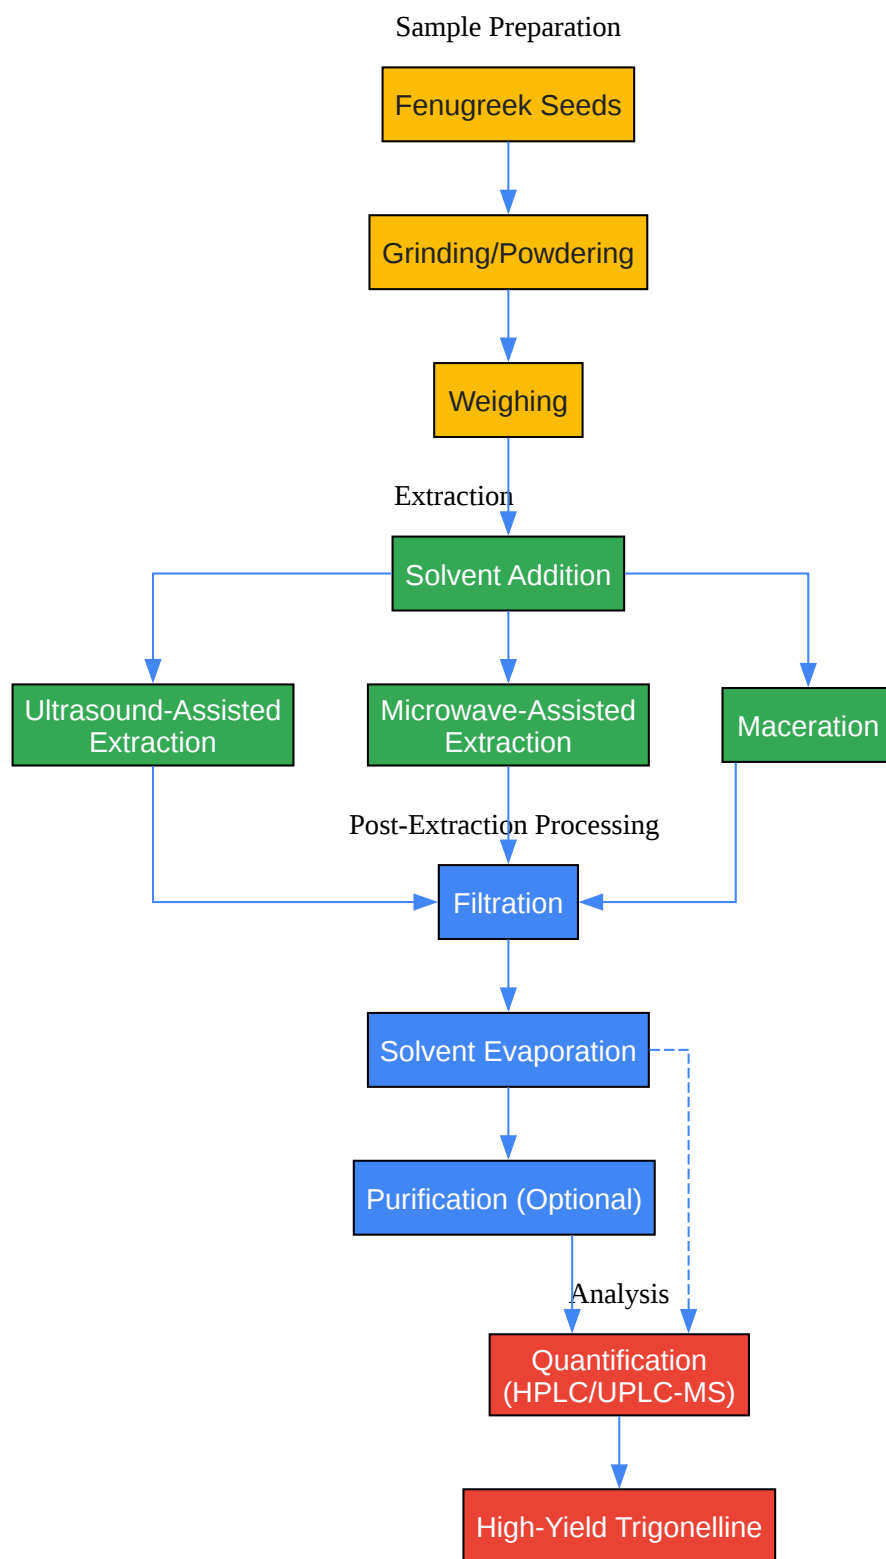 Sample Preparation
Fenugreek Seeds
Grinding/Powdering
Weighing
Extraction
Solvent Addition
Ultrasound-Assisted
Extraction
Microwave-Assisted
Extraction
Maceration
Post-Extraction Processing
Filtration
Solvent Evaporation
Purification (Optional)
Analysis
Quantification
(HPLC/UPLC-MS)
High-Yield Trigonelline